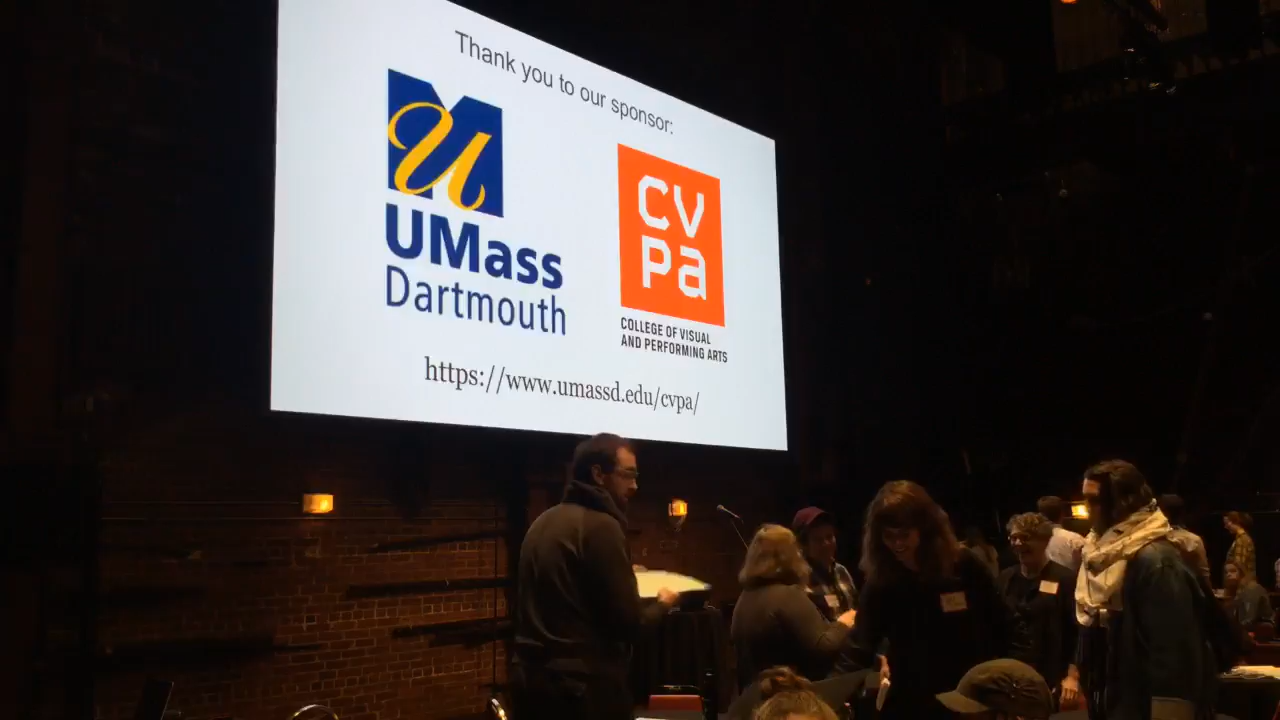 Thank you to our sponsor:
UMass
Dartmouth
CV
Pa
COLLEGE OF VISUAL
AND PERFORMING ARTS
https://www.umassd.edu/cvpa/